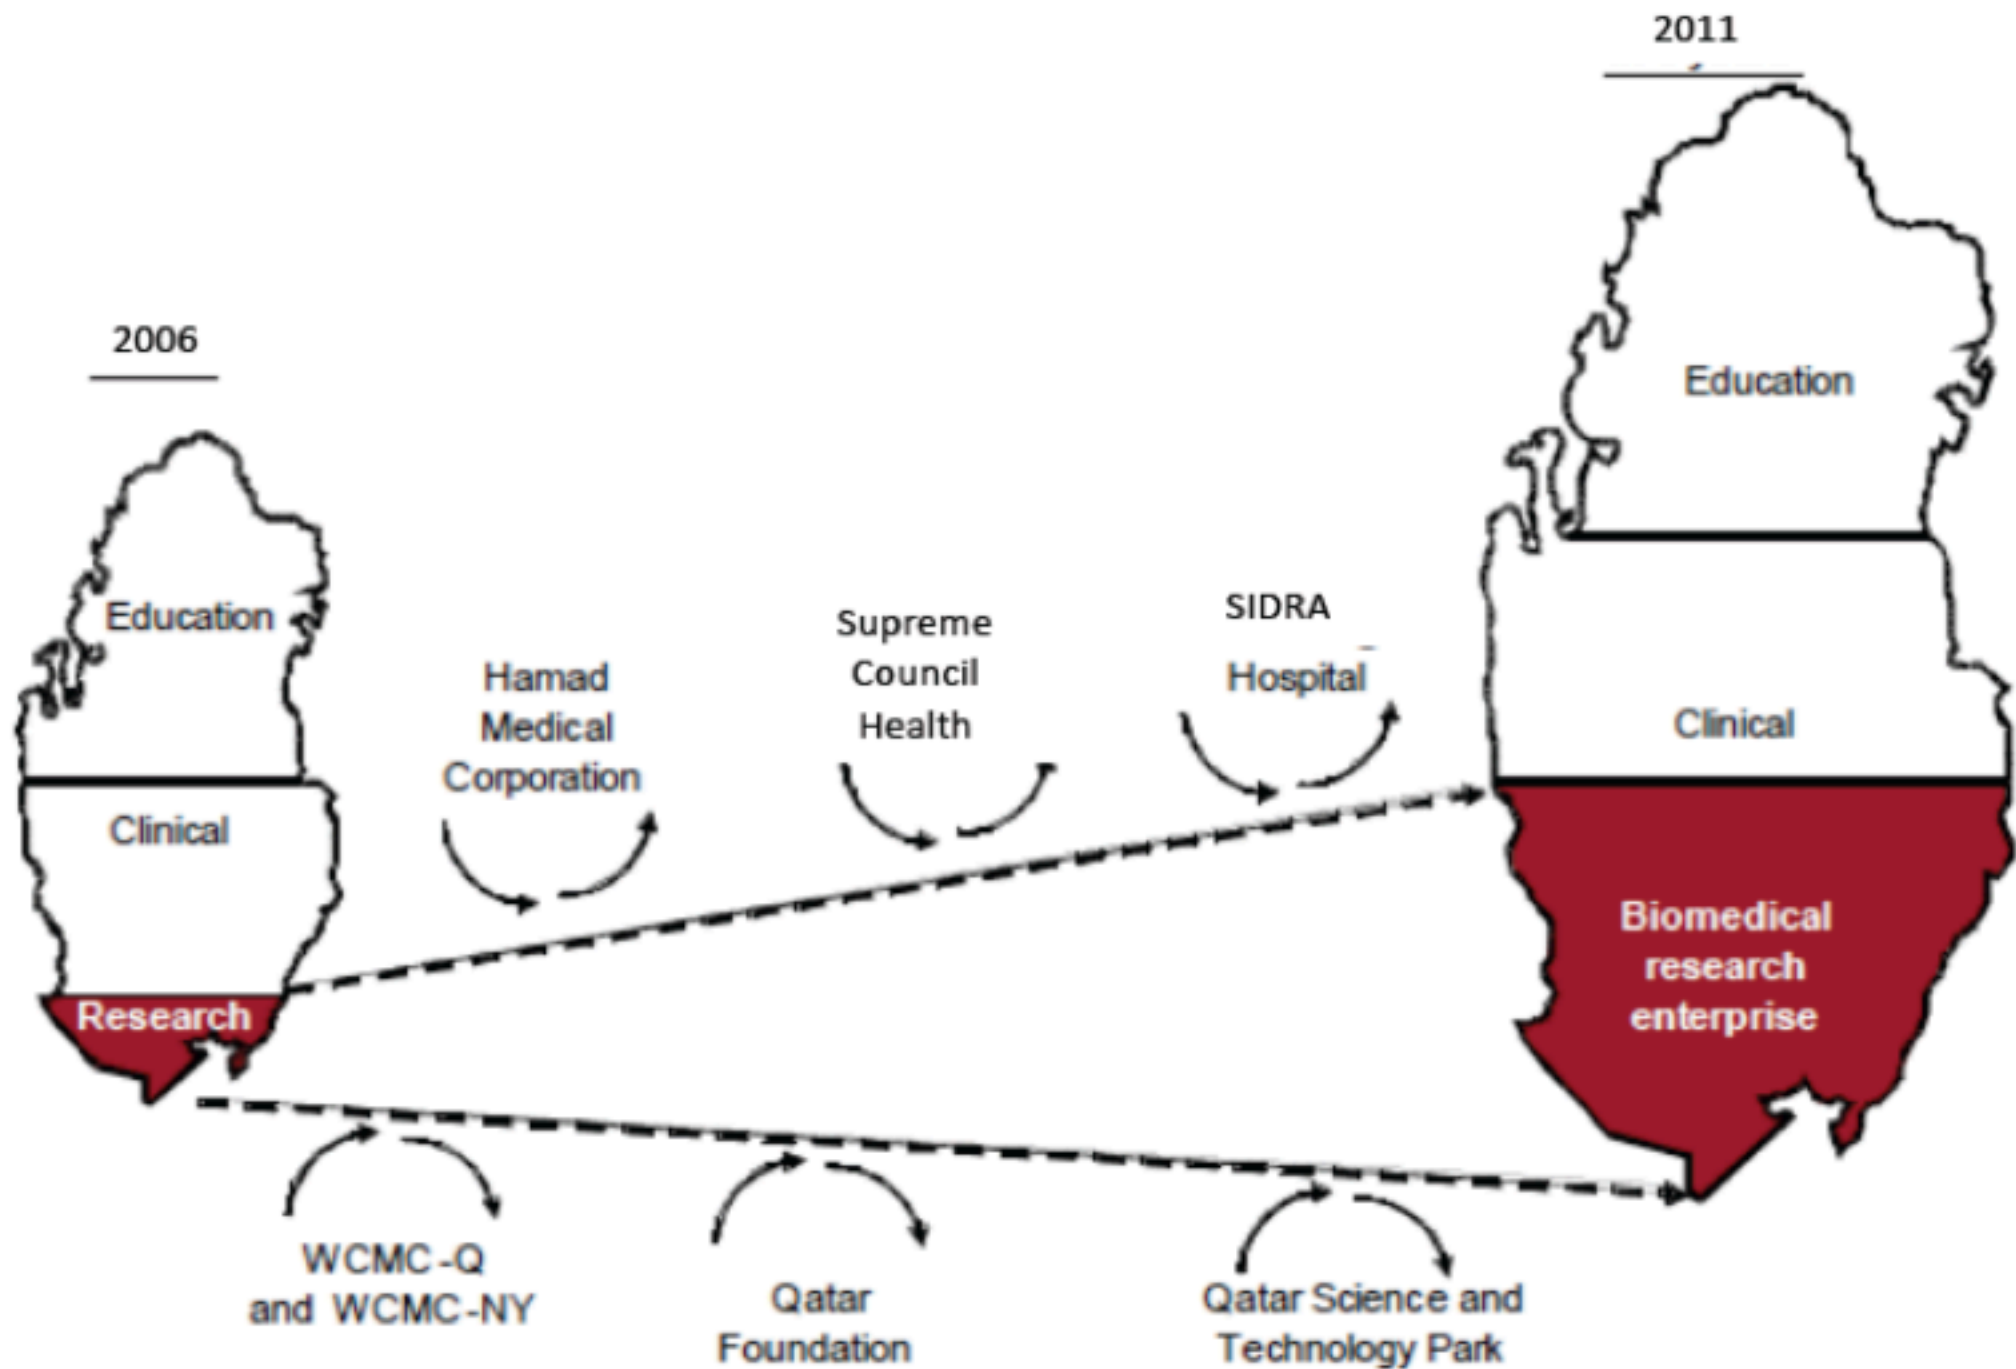 2011
2006
Education
Education
Supreme
Council
Health
SIDRA
Hospital
Hamad
Medical
Corporation
Clinical
Clinical
Research
Biomedical
research
enterprise
WCMC-Q
and WCMC-NY
Qatar
Foundation
Qatar Science and
Technology Park